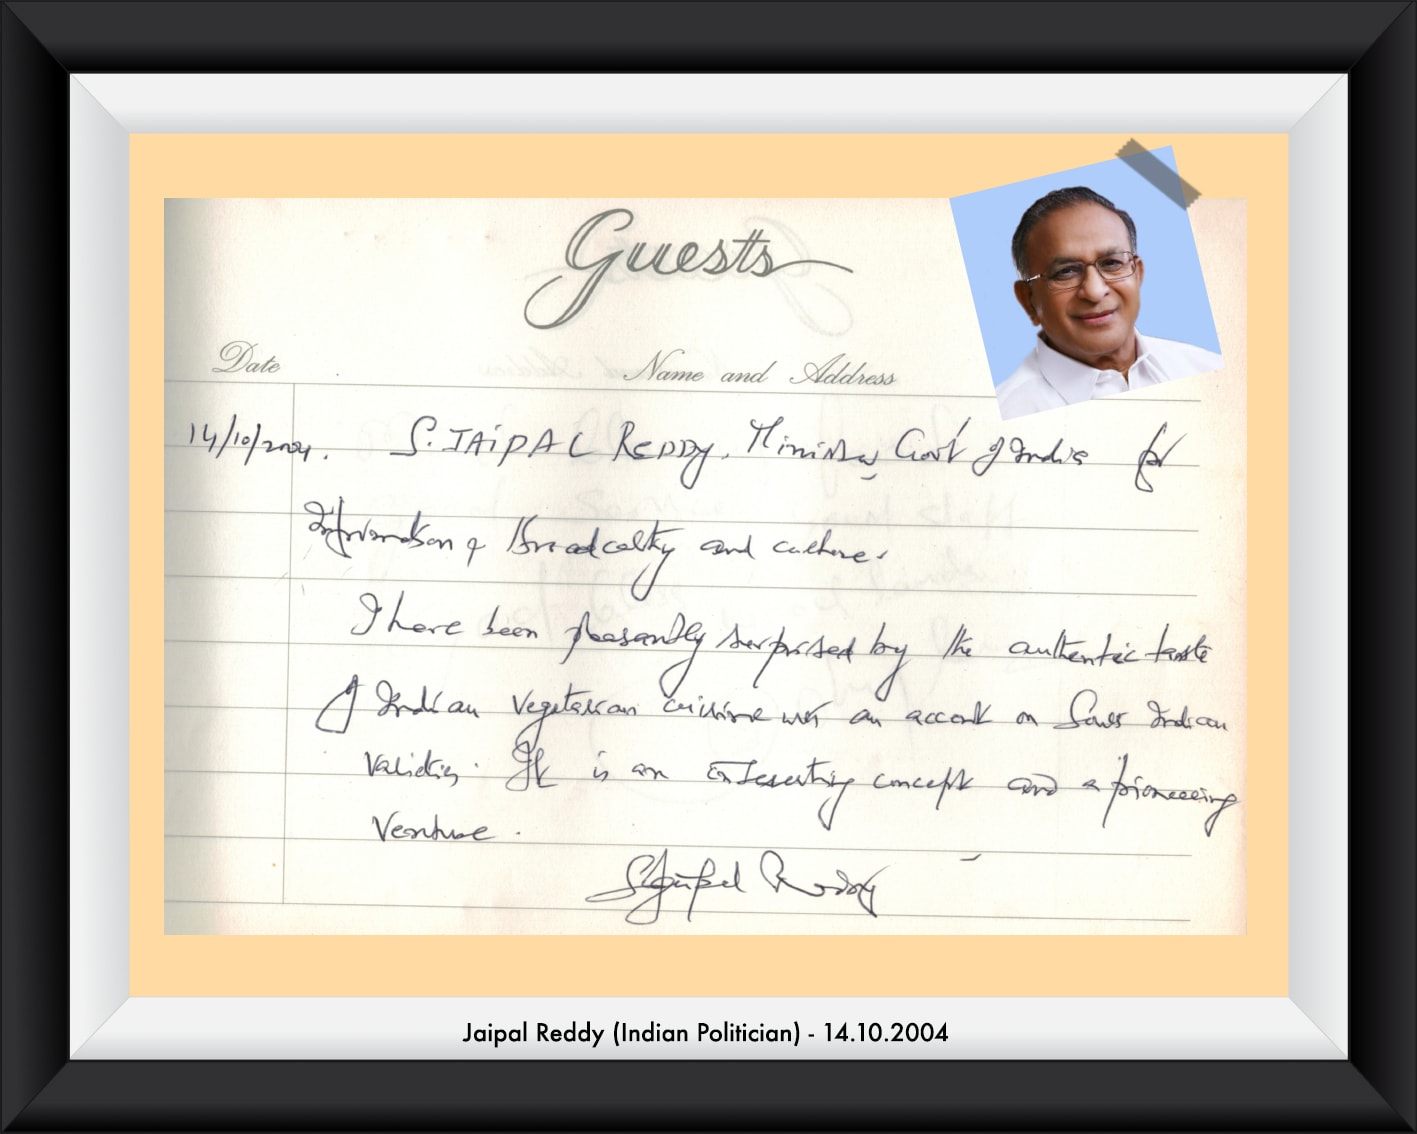 Guests
Date Name and Address
14/10/2004. S. JAIPAL REDDY. Minister Govt of India for
Information & Broadcasting and culture.
I have been pleasantly surprised by the authentic taste
of Indian vegetarian cuisine with an accent on South Indian
It is an interesting concept and a pioneering
Venture.
S Jaipal Reddy
Jaipal Reddy (Indian Politician) - 14.10.2004